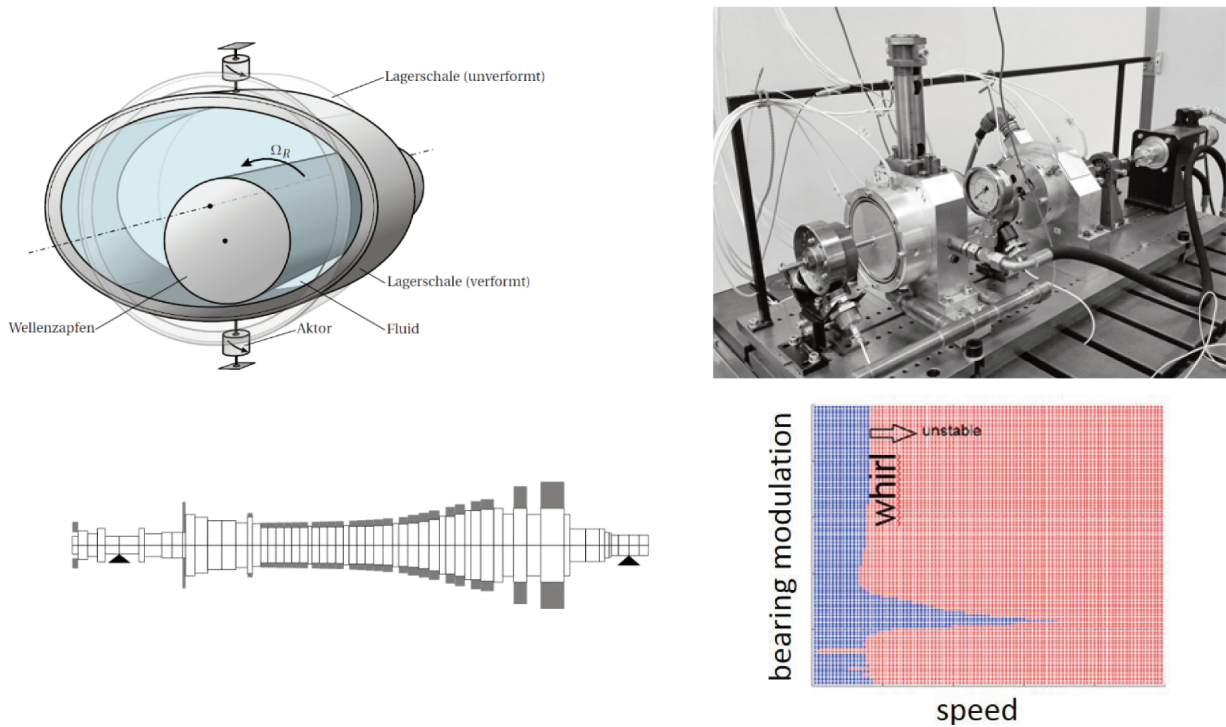 Lagerschale (unverformt)
Ω_R
Lagerschale (verformt)
Wellenzapfen
Aktor
Fluid
unstable
whirl
bearing modulation
speed